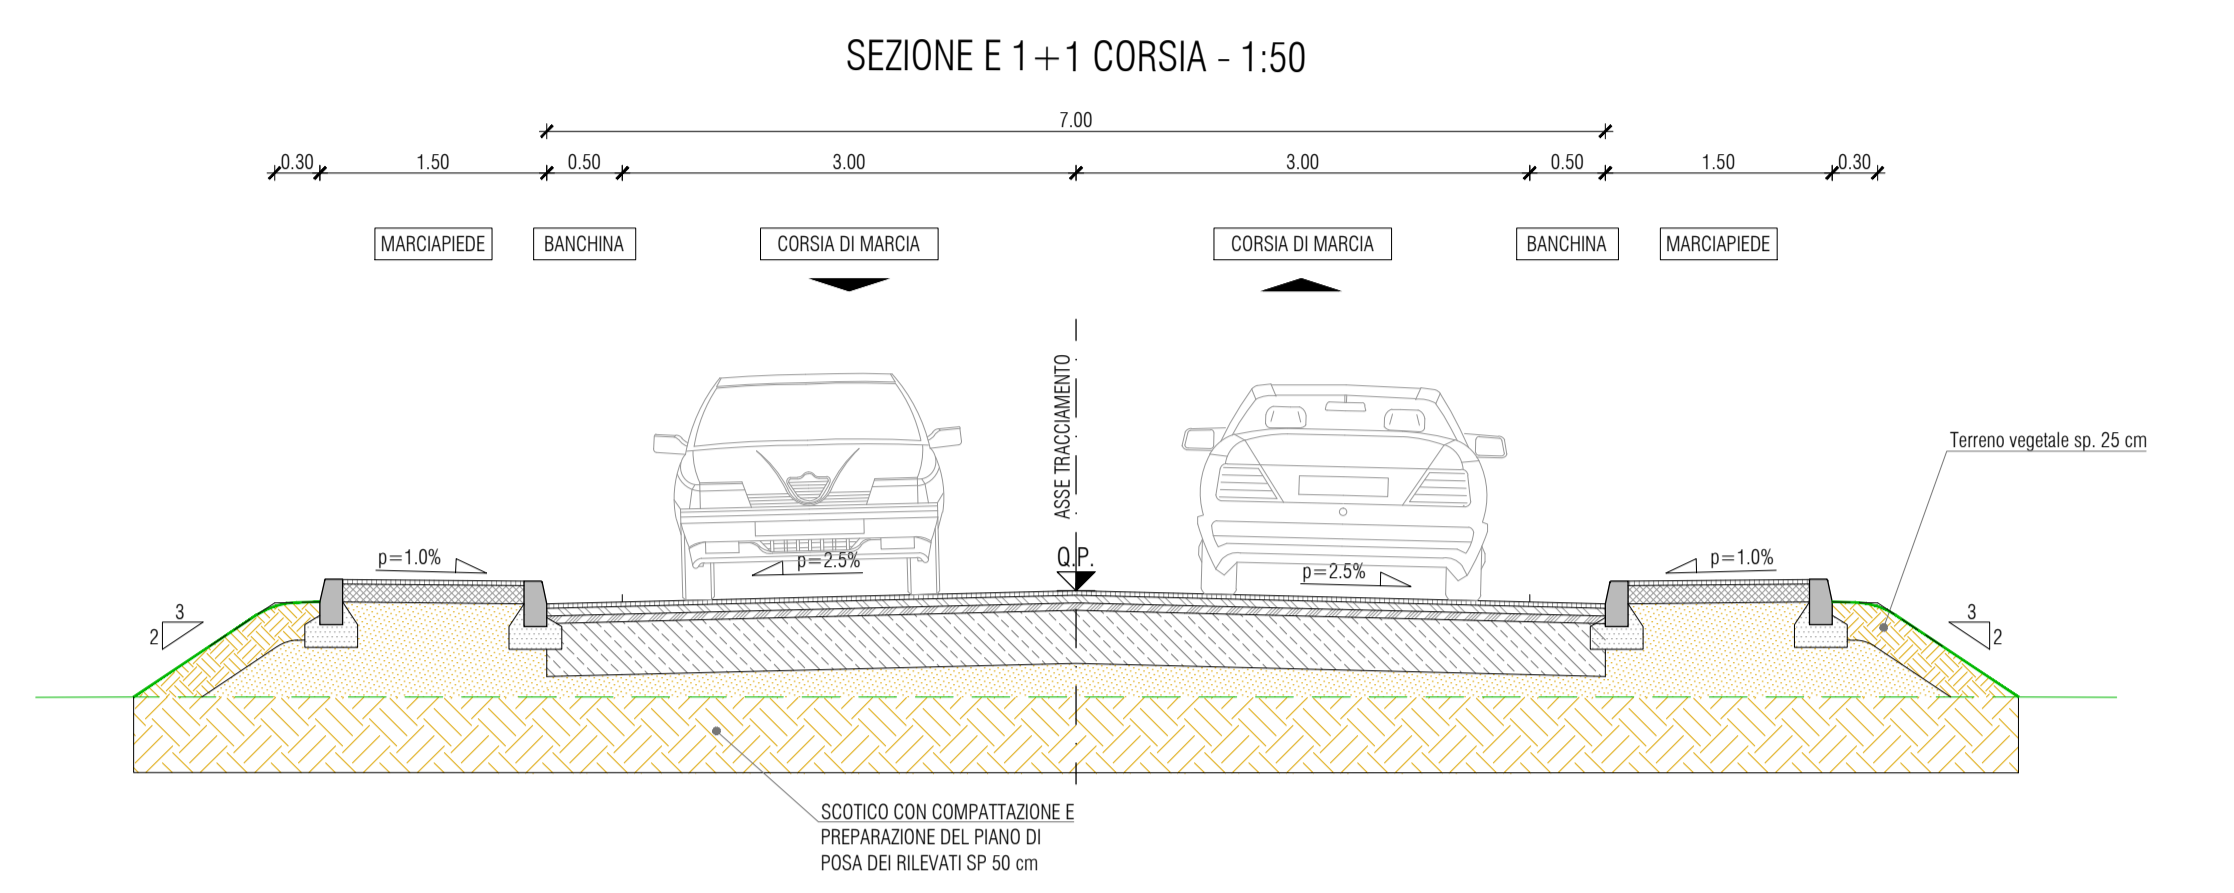 SEZIONE E 1+1 CORSIA - 1:50
7.00
0.30 1.50 0.50 3.00 3.00 0.50 1.50 0.30
MARCIAPIEDE BANCHINA CORSIA DI MARCIA CORSIA DI MARCIA BANCHINA MARCIAPIEDE
ASSE TRACCIAMENTO
Terreno vegetale sp. 25 cm
p=1.0% p=2.5% Q.P. p=2.5% p=1.0%
3
2
3
2
SCOTICO CON COMPATTAZIONE E
PREPARAZIONE DEL PIANO DI
POSA DEI RILEVATI SP 50 cm